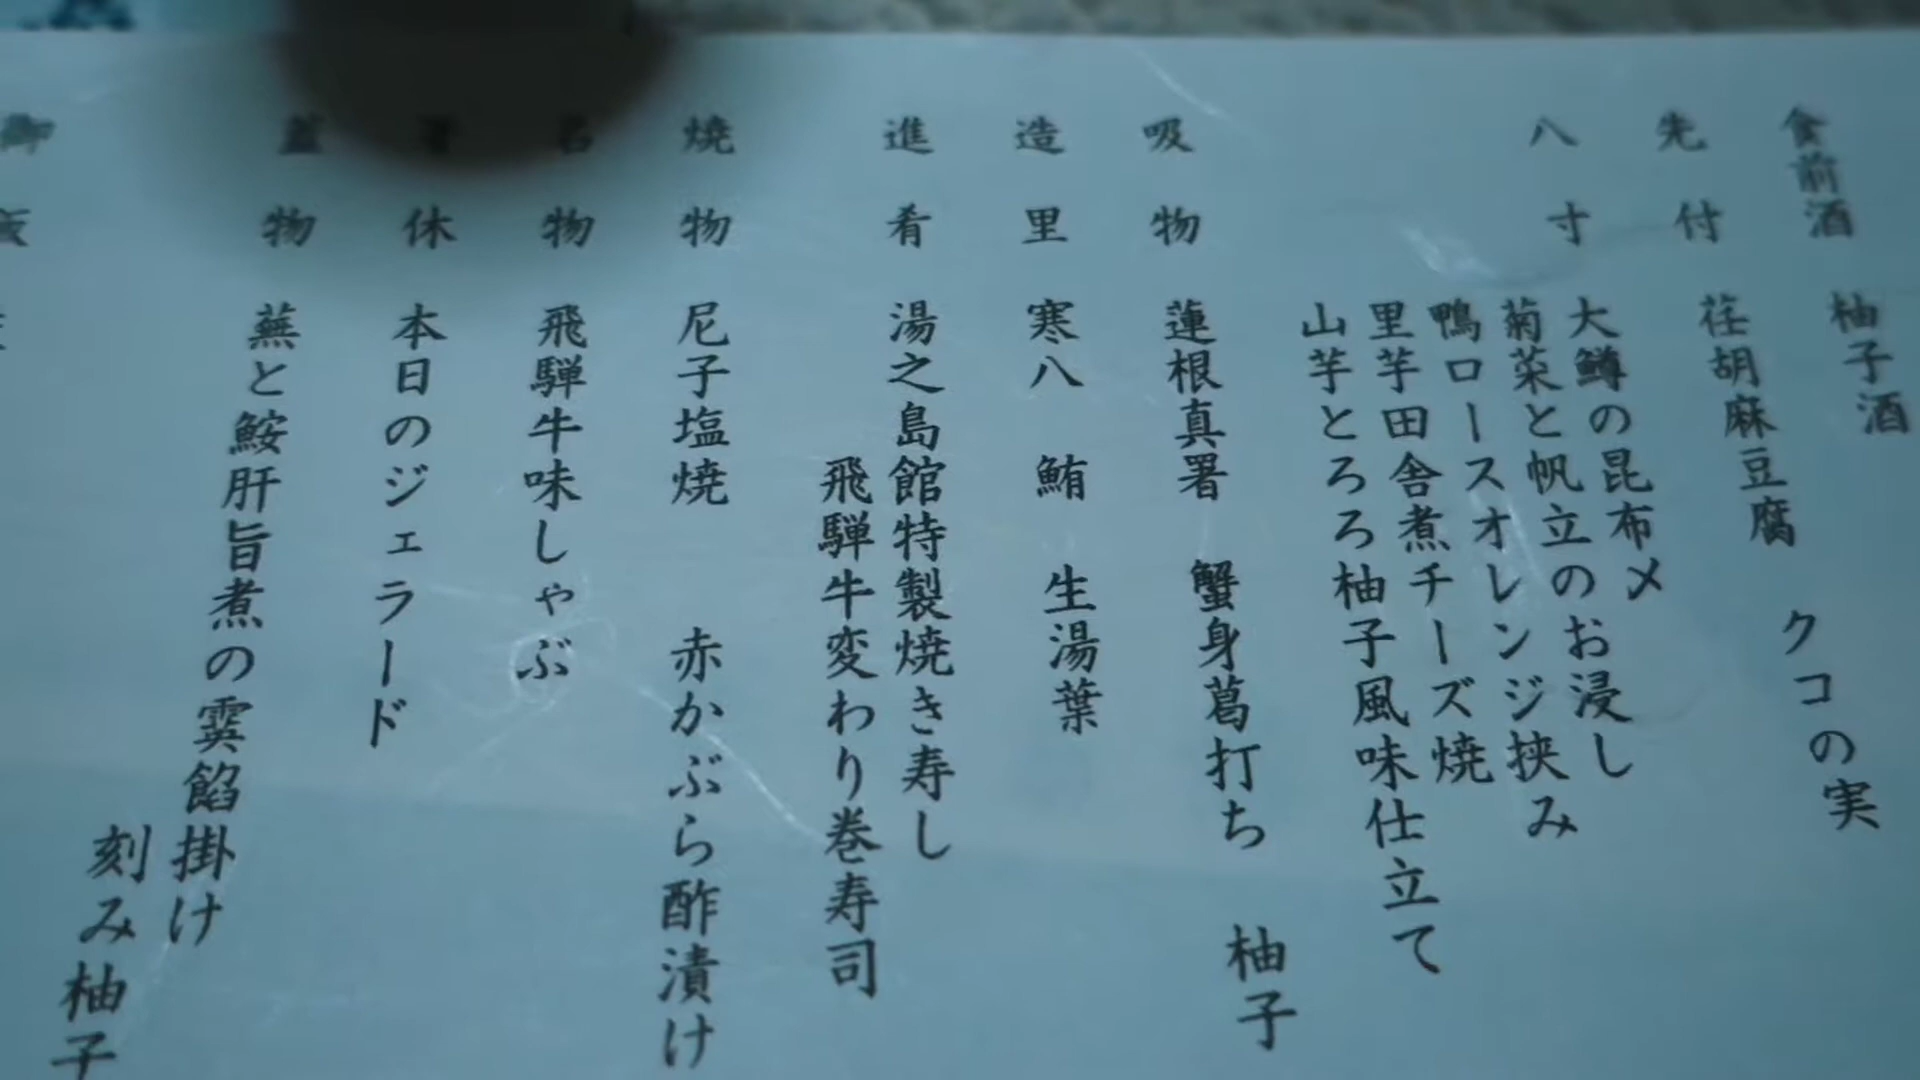 食前酒 柚子酒
先付 荏胡麻豆腐 クコの実
八寸 大鱒の昆布〆
菊菜と帆立のお浸し
鴨ロースオレンジ挟み
里芋田舎煮チーズ焼
山芋とろろ柚子風味仕立て
吸物 蓮根真署 蟹身葛打ち 柚子
造里 寒八 鮪 生湯葉
進肴 湯之島館特製焼き寿し
飛騨牛変わり巻寿司
焼物 尼子塩焼 赤かぶら酢漬け
名物 飛騨牛味しゃぶ
休 本日のジェラード
蓋物 蕪と鮟肝旨煮の霙餡掛け
刻み柚子
御